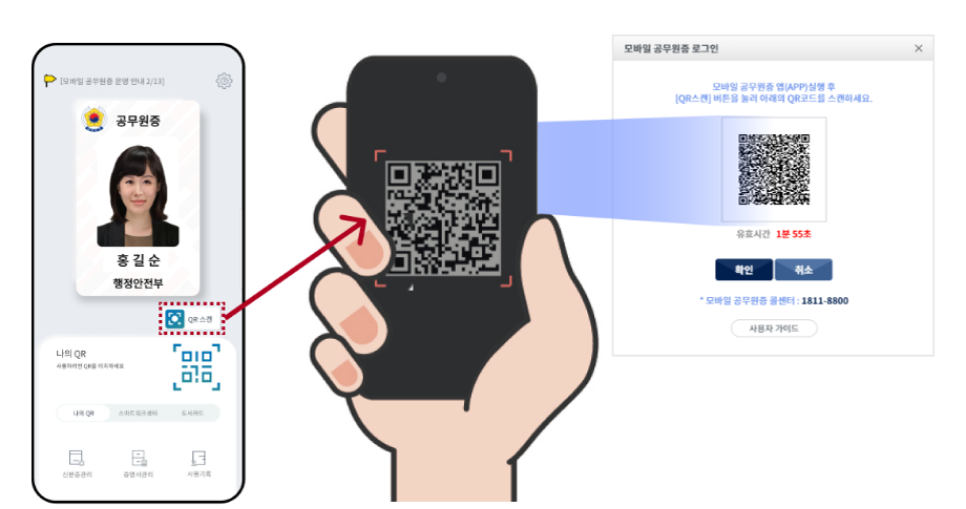 [모바일 공무원증 운영 안내 2/13]
공무원증
홍길순
행정안전부
QR 스캔
나의 QR
사용하려면 QR을 터치하세요
나의 QR
스마트워크센터
도서카드
신분증관리
증명서관리
사용기록
모바일 공무원증 로그인
모바일 공무원증 앱(APP)실행 후
[QR스캔] 버튼을 눌러 아래의 QR코드를 스캔하세요.
유효시간 1분 55초
확인
취소
* 모바일 공무원증 콜센터 : 1811-8800
사용자 가이드